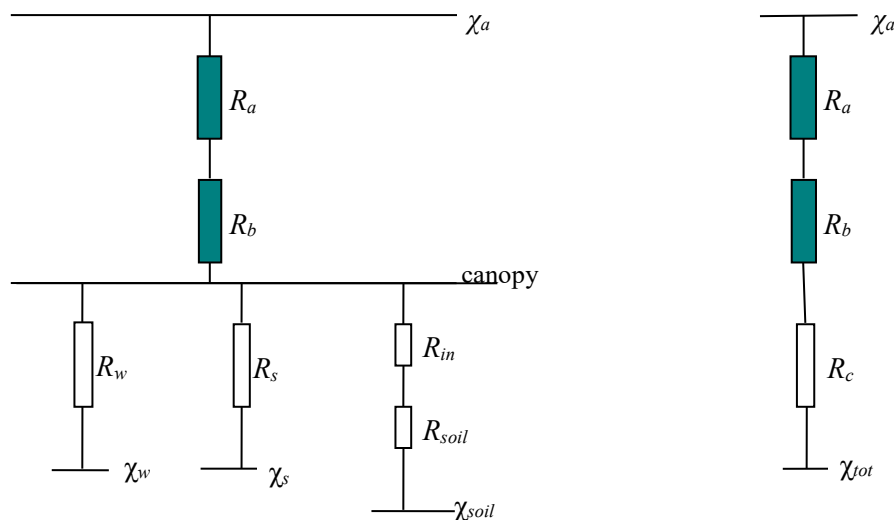 χa
Ra
Rb
canopy
Rw
Rs
Rin
Rsoil
χw
χs
χsoil
χa
Ra
Rb
Rc
χtot